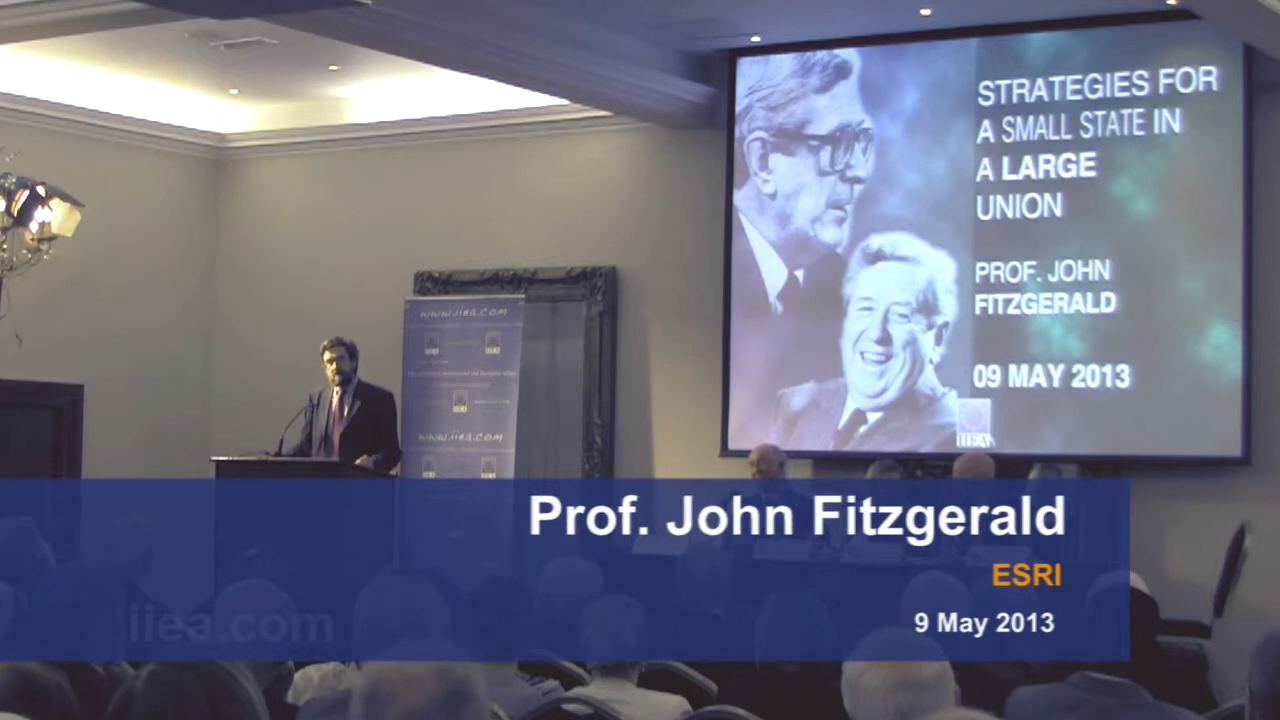 STRATEGIES FOR
A SMALL STATE IN
A LARGE
UNION
PROF. JOHN
FITZGERALD
09 MAY 2013
IIEA
www.iiea.com
www.iiea.com
Prof. John Fitzgerald
ESRI
9 May 2013
iiea.com